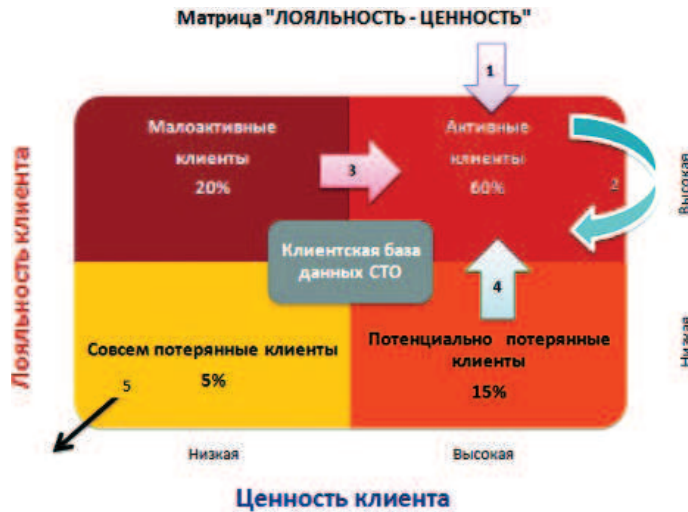 Матрица "ЛОЯЛЬНОСТЬ - ЦЕННОСТЬ"
1
Малоактивные
клиенты
20%
Активные
клиенты
60%
3
2
Высокая
Лояльность клиента
Клиентская база
данных СТО
4
Низкая
Совсем потерянные клиенты
5%
Потенциально потерянные
клиенты
15%
5
Низкая
Высокая
Ценность клиента